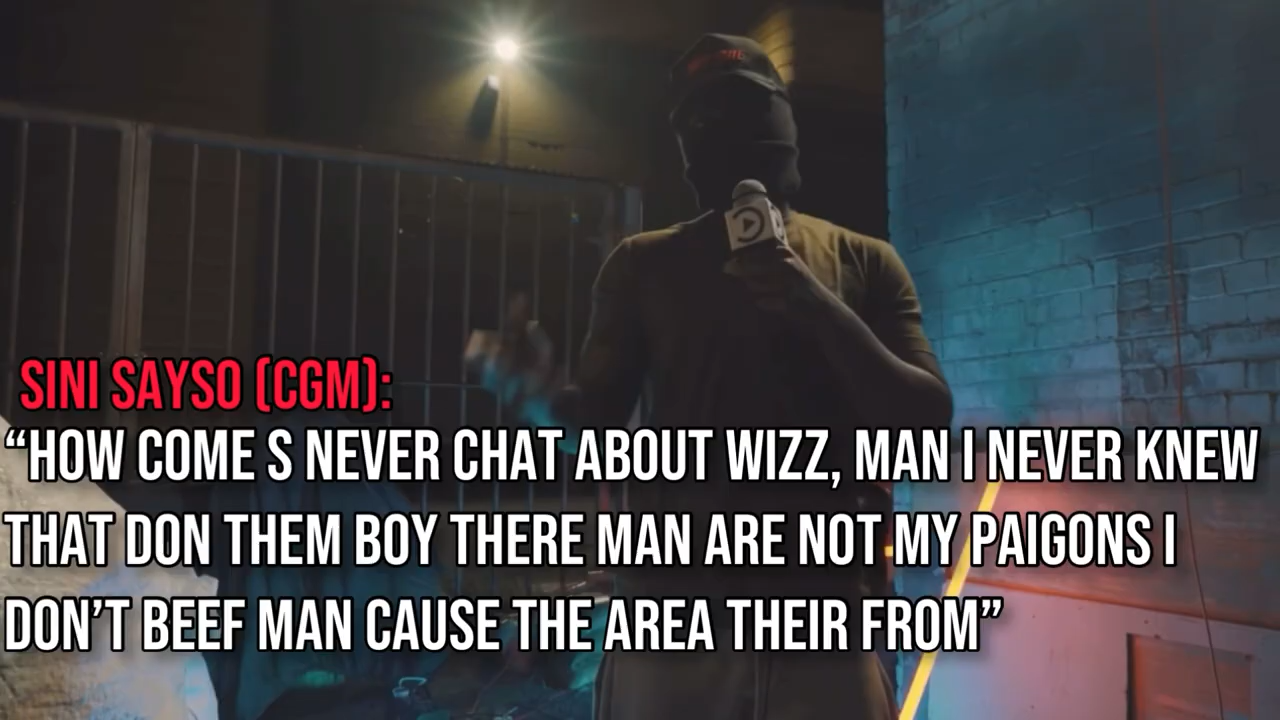 SINI SAYSO (CGM):
“HOW COME S NEVER CHAT ABOUT WIZZ, MAN I NEVER KNEW
THAT DON THEM BOY THERE MAN ARE NOT MY PAIGONS I
DON’T BEEF MAN CAUSE THE AREA THEIR FROM”